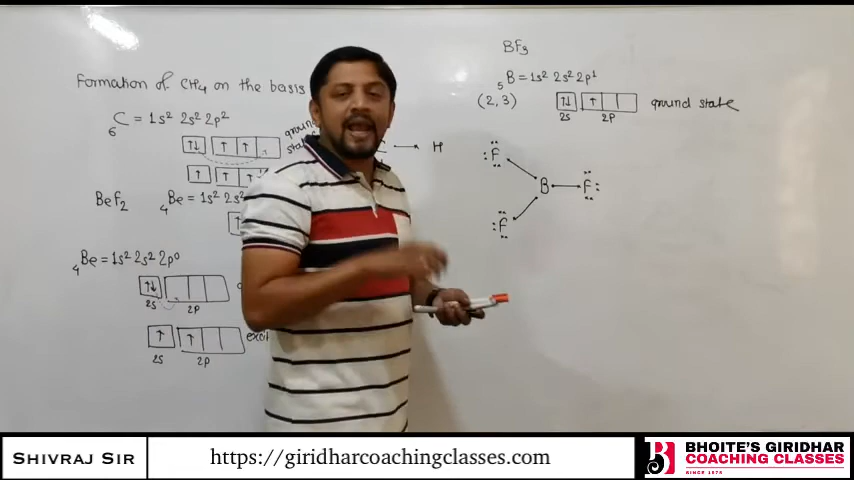 Formation of CH4 on the basis
6C = 1s² 2s² 2p²
↑↓ ↑ ↑
ground state
↑ ↑ ↑
H
BeF2
4Be = 1s² 2s²
4Be = 1s² 2s² 2p⁰
↑↓
2s 2p
↑ ↑
2s 2p
BF3
5B = 1s² 2s² 2p¹
(2, 3)
↑↓ ↑ ground state
2s 2p
F
B F
F
SHIVRAJ SIR
https://giridharcoachingclasses.com
BHOITE'S GIRIDHAR
COACHING CLASSES
SINCE 1975